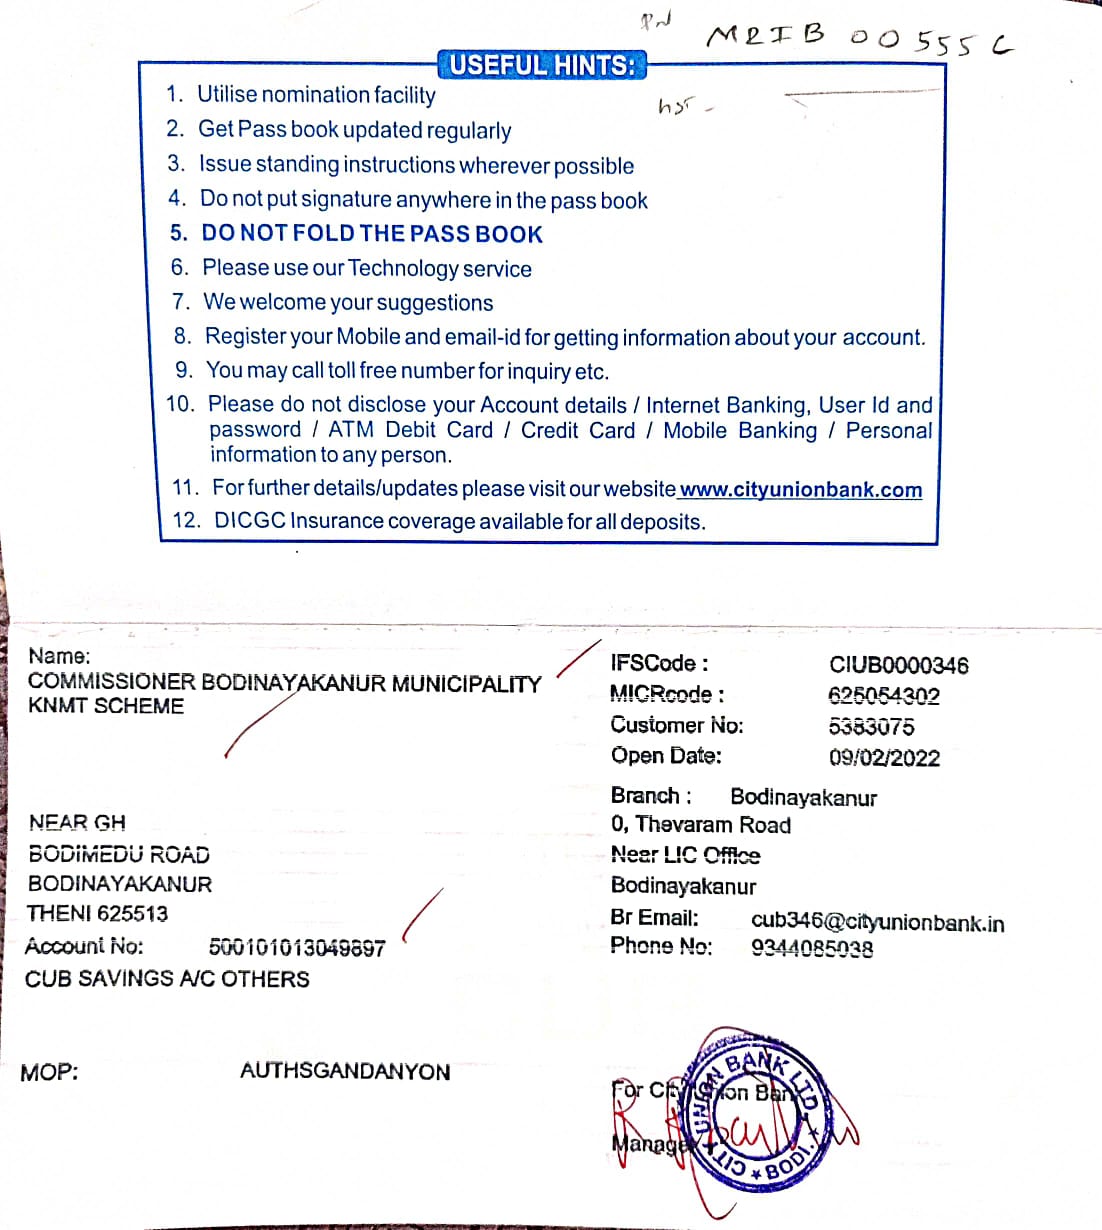 MRIB 00555C
USEFUL HINTS:
1. Utilise nomination facility
2. Get Pass book updated regularly
3. Issue standing instructions wherever possible
4. Do not put signature anywhere in the pass book
5. DO NOT FOLD THE PASS BOOK
6. Please use our Technology service
7. We welcome your suggestions
8. Register your Mobile and email-id for getting information about your account.
9. You may call toll free number for inquiry etc.
10. Please do not disclose your Account details / Internet Banking, User Id and
password / ATM Debit Card / Credit Card / Mobile Banking / Personal
information to any person.
11. For further details/updates please visit our website www.cityunionbank.com
12. DICGC Insurance coverage available for all deposits.
Name:
COMMISSIONER BODINAYAKANUR MUNICIPALITY
KNMT SCHEME
NEAR GH
BODIMEDU ROAD
BODINAYAKANUR
THENI 625513
Account No: 500101013049897
CUB SAVINGS A/C OTHERS
MOP: AUTHSGANDANYON
IFSCode : CIUB0000346
MICRcode : 625054302
Customer No: 5383075
Open Date: 09/02/2022
Branch : Bodinayakanur
0, Thevaram Road
Near LIC Office
Bodinayakanur
Br Email: cub346@cityunionbank.in
Phone No: 9344085038
For City Union Bank
Manager
CITY UNION BANK LTD. ★ BODI. ★